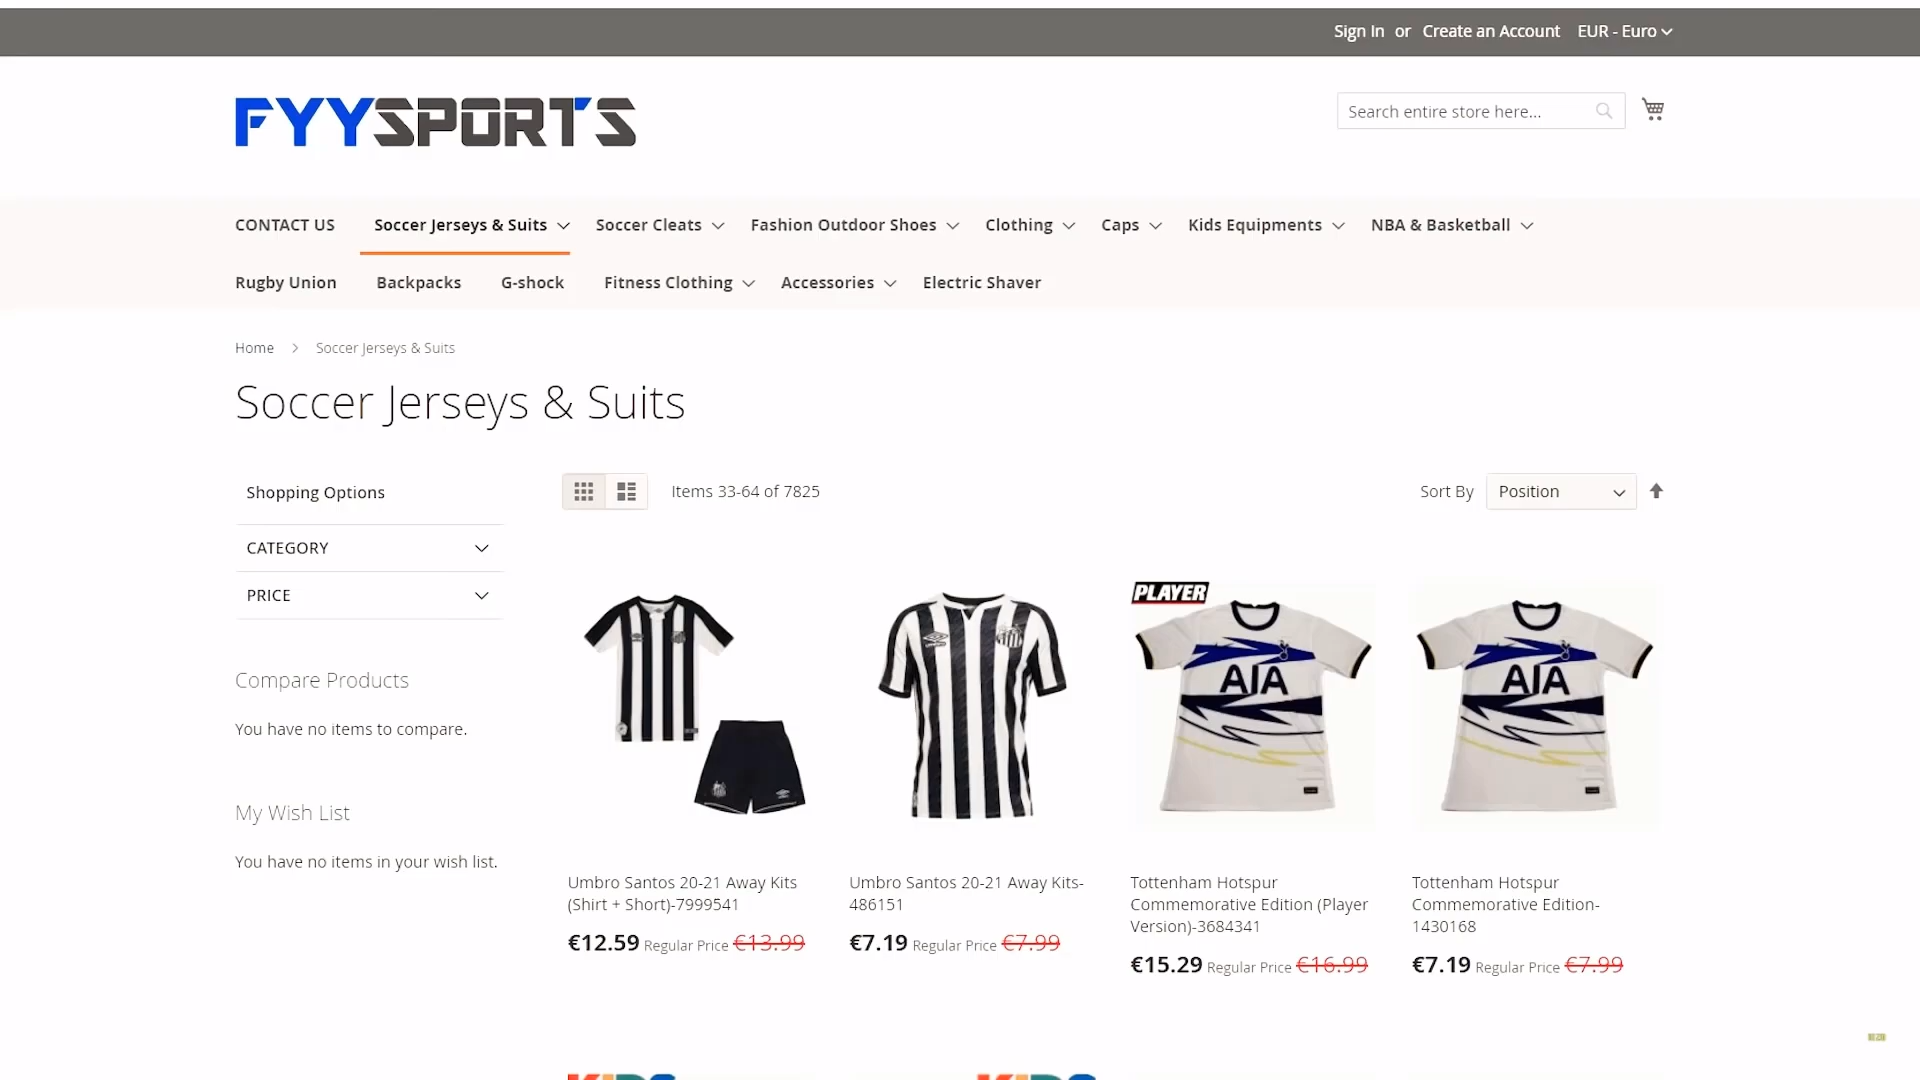 Sign In or Create an Account EUR - Euro
FYYSPORTS
Search entire store here...
CONTACT US Soccer Jerseys & Suits Soccer Cleats Fashion Outdoor Shoes Clothing Caps Kids Equipments NBA & Basketball
Rugby Union Backpacks G-shock Fitness Clothing Accessories Electric Shaver
Home Soccer Jerseys & Suits
Soccer Jerseys & Suits
Shopping Options
Items 33-64 of 7825
Sort By Position
CATEGORY
PRICE
Compare Products
You have no items to compare.
My Wish List
You have no items in your wish list.
PLAYER
AIA
AIA
Umbro Santos 20-21 Away Kits
(Shirt + Short)-7999541
€12.59 Regular Price €13.99
Umbro Santos 20-21 Away Kits-
486151
€7.19 Regular Price €7.99
Tottenham Hotspur
Commemorative Edition (Player
Version)-3684341
€15.29 Regular Price €16.99
Tottenham Hotspur
Commemorative Edition-
1430168
€7.19 Regular Price €7.99